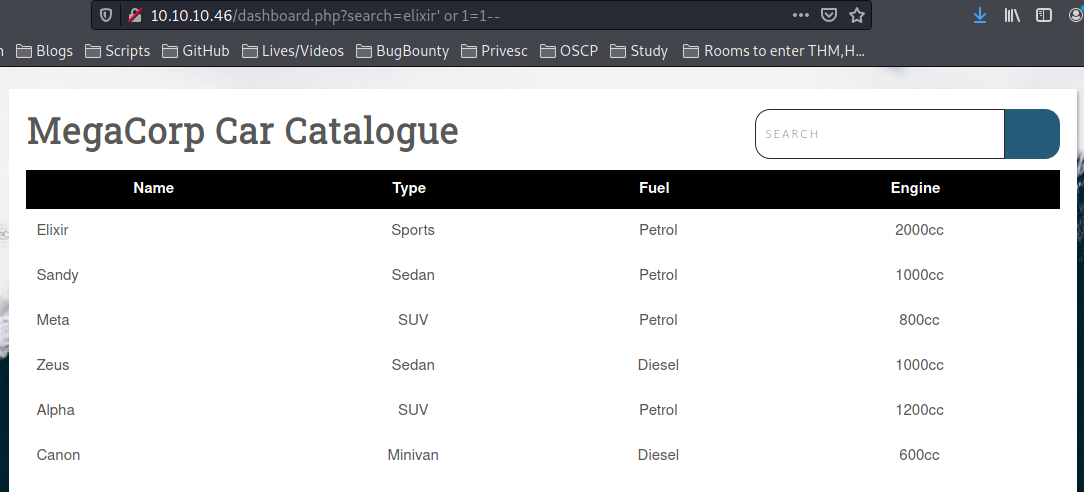 10.10.10.46/dashboard.php?search=elixir' or 1=1--
Blogs Scripts GitHub Lives/Videos BugBounty Privesc OSCP Study Rooms to enter THM,H...
MegaCorp Car Catalogue
SEARCH
Name Type Fuel Engine
Elixir Sports Petrol 2000cc
Sandy Sedan Petrol 1000cc
Meta SUV Petrol 800cc
Zeus Sedan Diesel 1000cc
Alpha SUV Petrol 1200cc
Canon Minivan Diesel 600cc